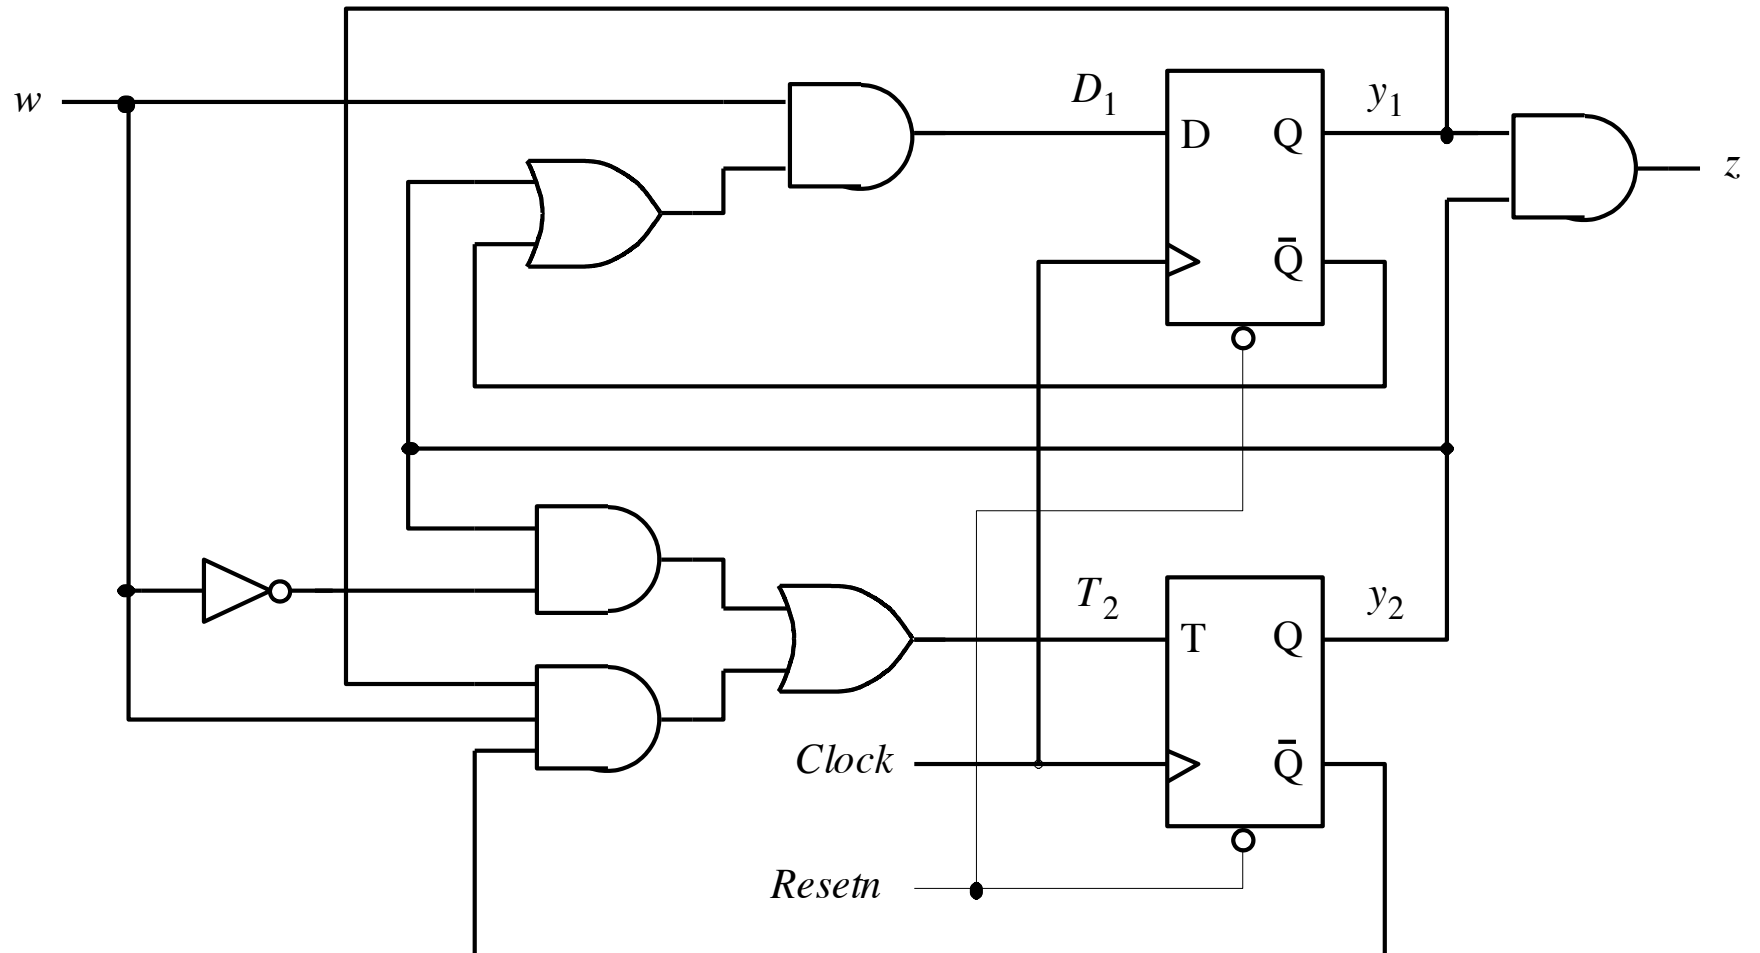 w
D₁
y₁
D Q
z
Q̄
T₂
y₂
T Q
Clock
Q̄
Resetn